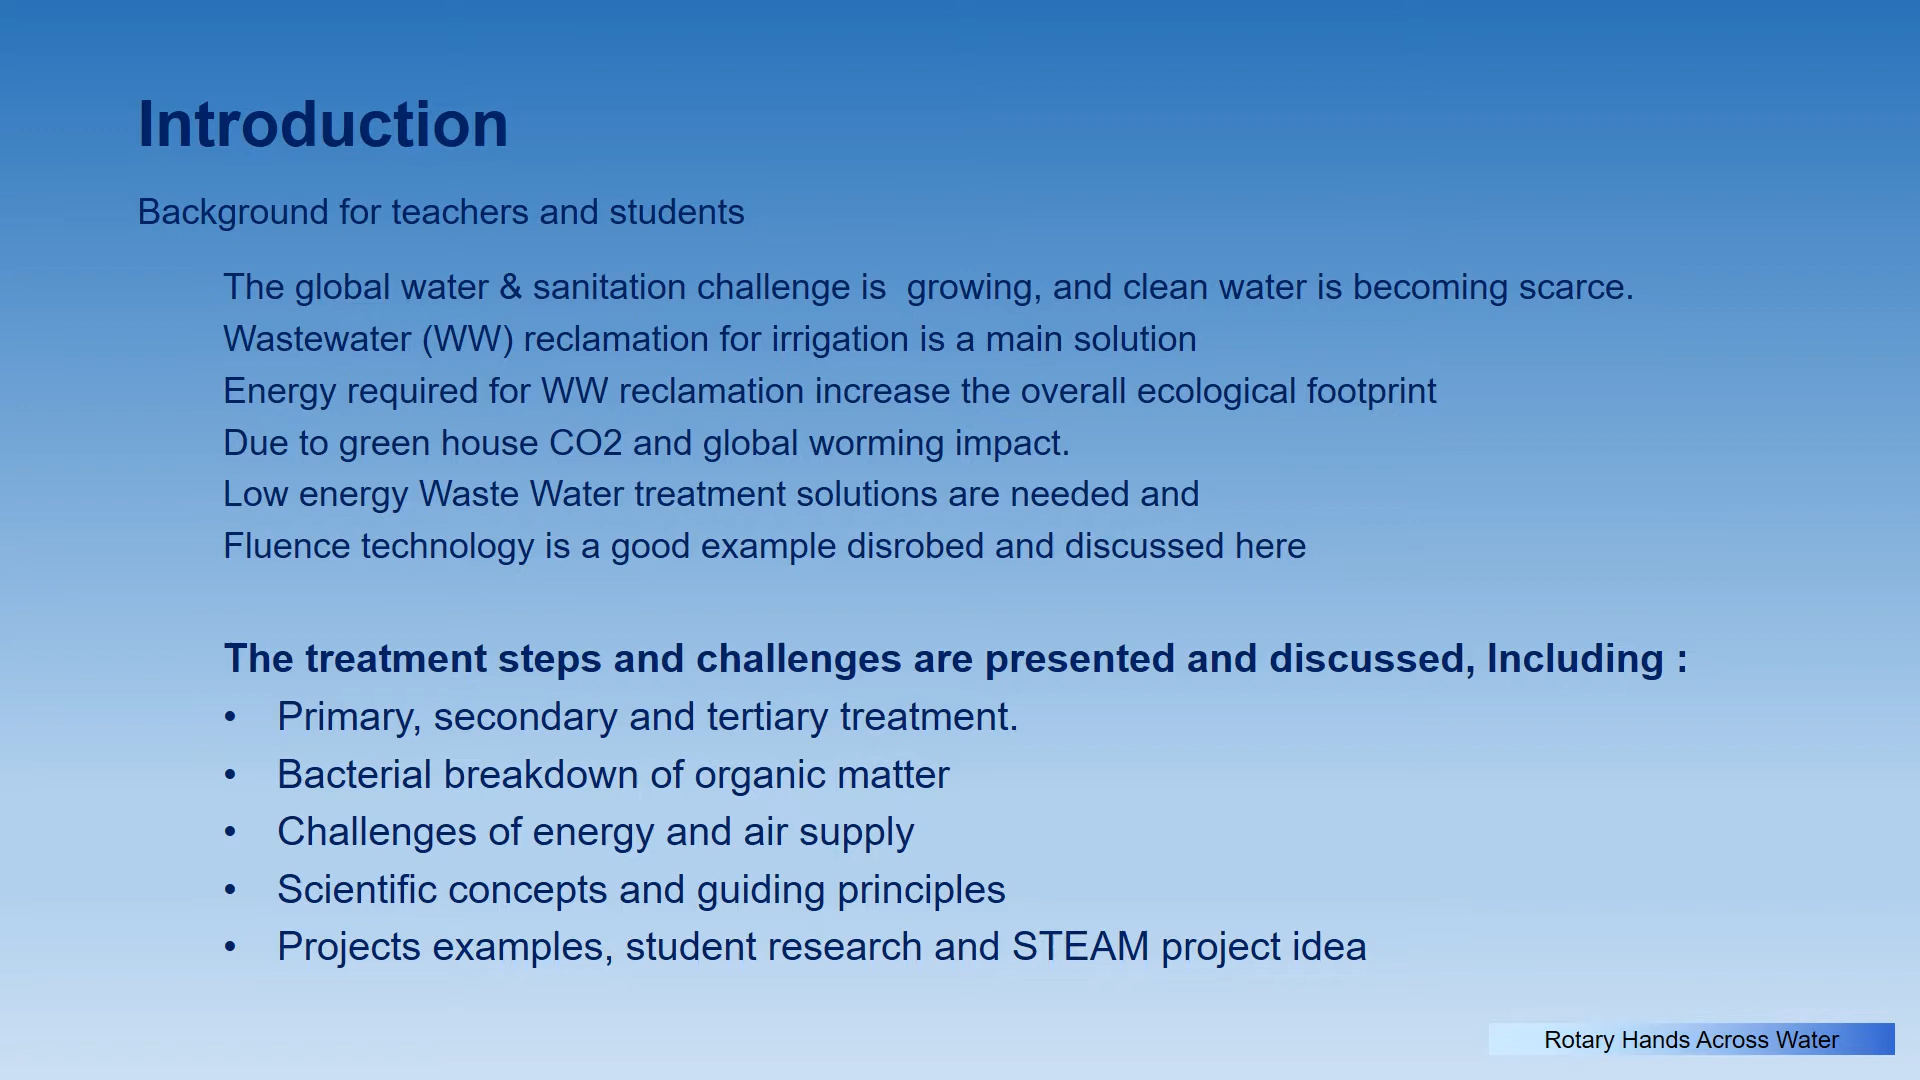 Introduction
Background for teachers and students
The global water & sanitation challenge is  growing, and clean water is becoming scarce.
Wastewater (WW) reclamation for irrigation is a main solution
Energy required for WW reclamation increase the overall ecological footprint
Due to green house CO2 and global worming impact.
Low energy Waste Water treatment solutions are needed and
Fluence technology is a good example disrobed and discussed here
The treatment steps and challenges are presented and discussed, Including :
• Primary, secondary and tertiary treatment.
• Bacterial breakdown of organic matter
• Challenges of energy and air supply
• Scientific concepts and guiding principles
• Projects examples, student research and STEAM project idea
Rotary Hands Across Water